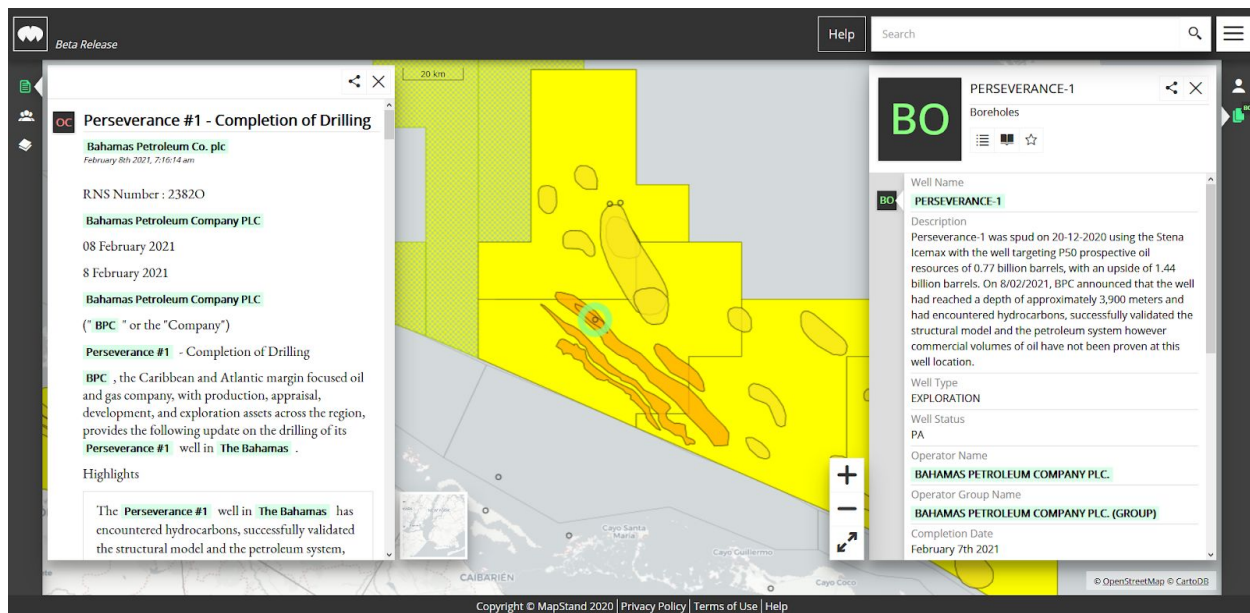 Beta Release
Help
Search
20 km
OC
Perseverance #1 - Completion of Drilling
Bahamas Petroleum Co. plc
February 8th 2021, 7:16:14 am
RNS Number : 2382O
Bahamas Petroleum Company PLC
08 February 2021
8 February 2021
Bahamas Petroleum Company PLC
(" BPC " or the "Company")
Perseverance #1 - Completion of Drilling
BPC , the Caribbean and Atlantic margin focused oil
and gas company, with production, appraisal,
development, and exploration assets across the region,
provides the following update on the drilling of its
Perseverance #1 well in The Bahamas .
Highlights
The Perseverance #1 well in The Bahamas has
encountered hydrocarbons, successfully validated
the structural model and the petroleum system,
Cayo Santa
Maria
Cayo Guillermo
Cayo Coco
CAIBARIÉN
BO
PERSEVERANCE-1
Boreholes
BO
BO
Well Name
PERSEVERANCE-1
Description
Perseverance-1 was spud on 20-12-2020 using the Stena
Icemax with the well targeting P50 prospective oil
resources of 0.77 billion barrels, with an upside of 1.44
billion barrels. On 8/02/2021, BPC announced that the well
had reached a depth of approximately 3,900 meters and
had encountered hydrocarbons, successfully validated the
structural model and the petroleum system however
commercial volumes of oil have not been proven at this
well location.
Well Type
EXPLORATION
Well Status
PA
Operator Name
BAHAMAS PETROLEUM COMPANY PLC.
Operator Group Name
BAHAMAS PETROLEUM COMPANY PLC. (GROUP)
Completion Date
February 7th 2021
© OpenStreetMap © CartoDB
Copyright © MapStand 2020 | Privacy Policy | Terms of Use | Help